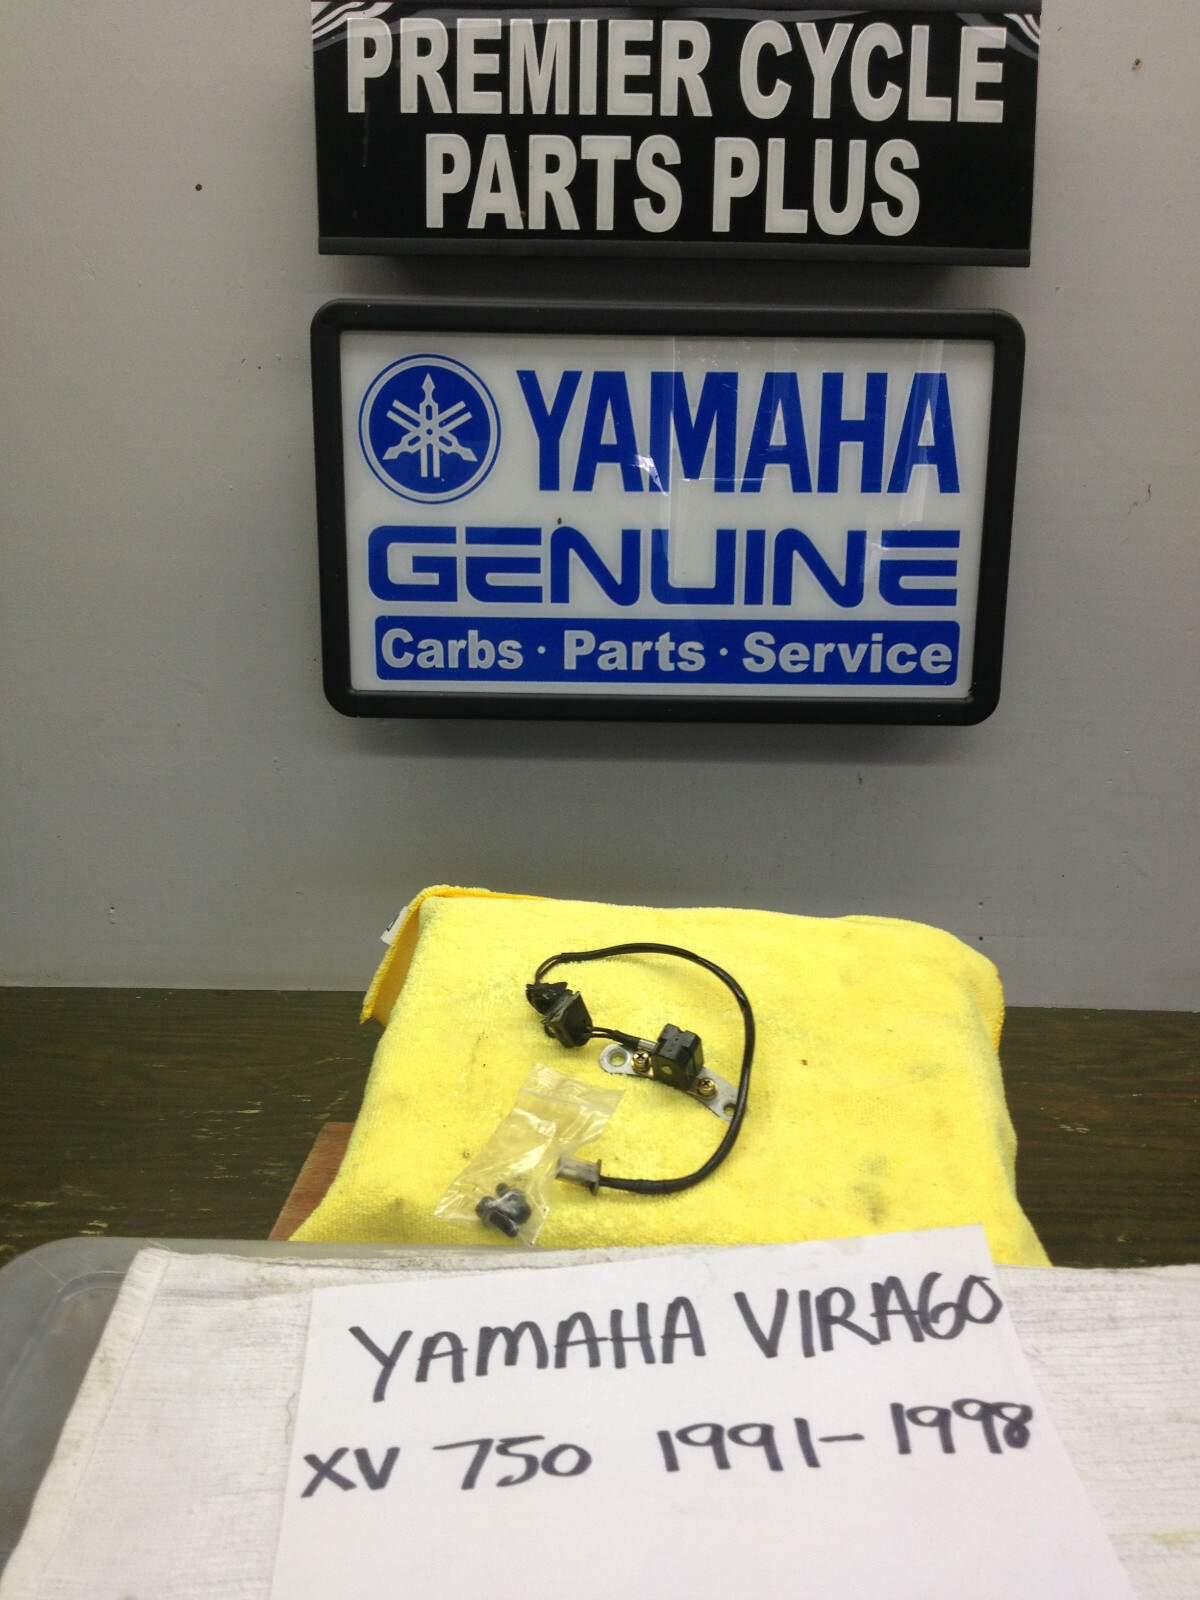 PREMIER CYCLE
PARTS PLUS
YAMAHA
GENUINE
Carbs · Parts · Service
YAMAHA VIRAGO
XV 750 1991-1998